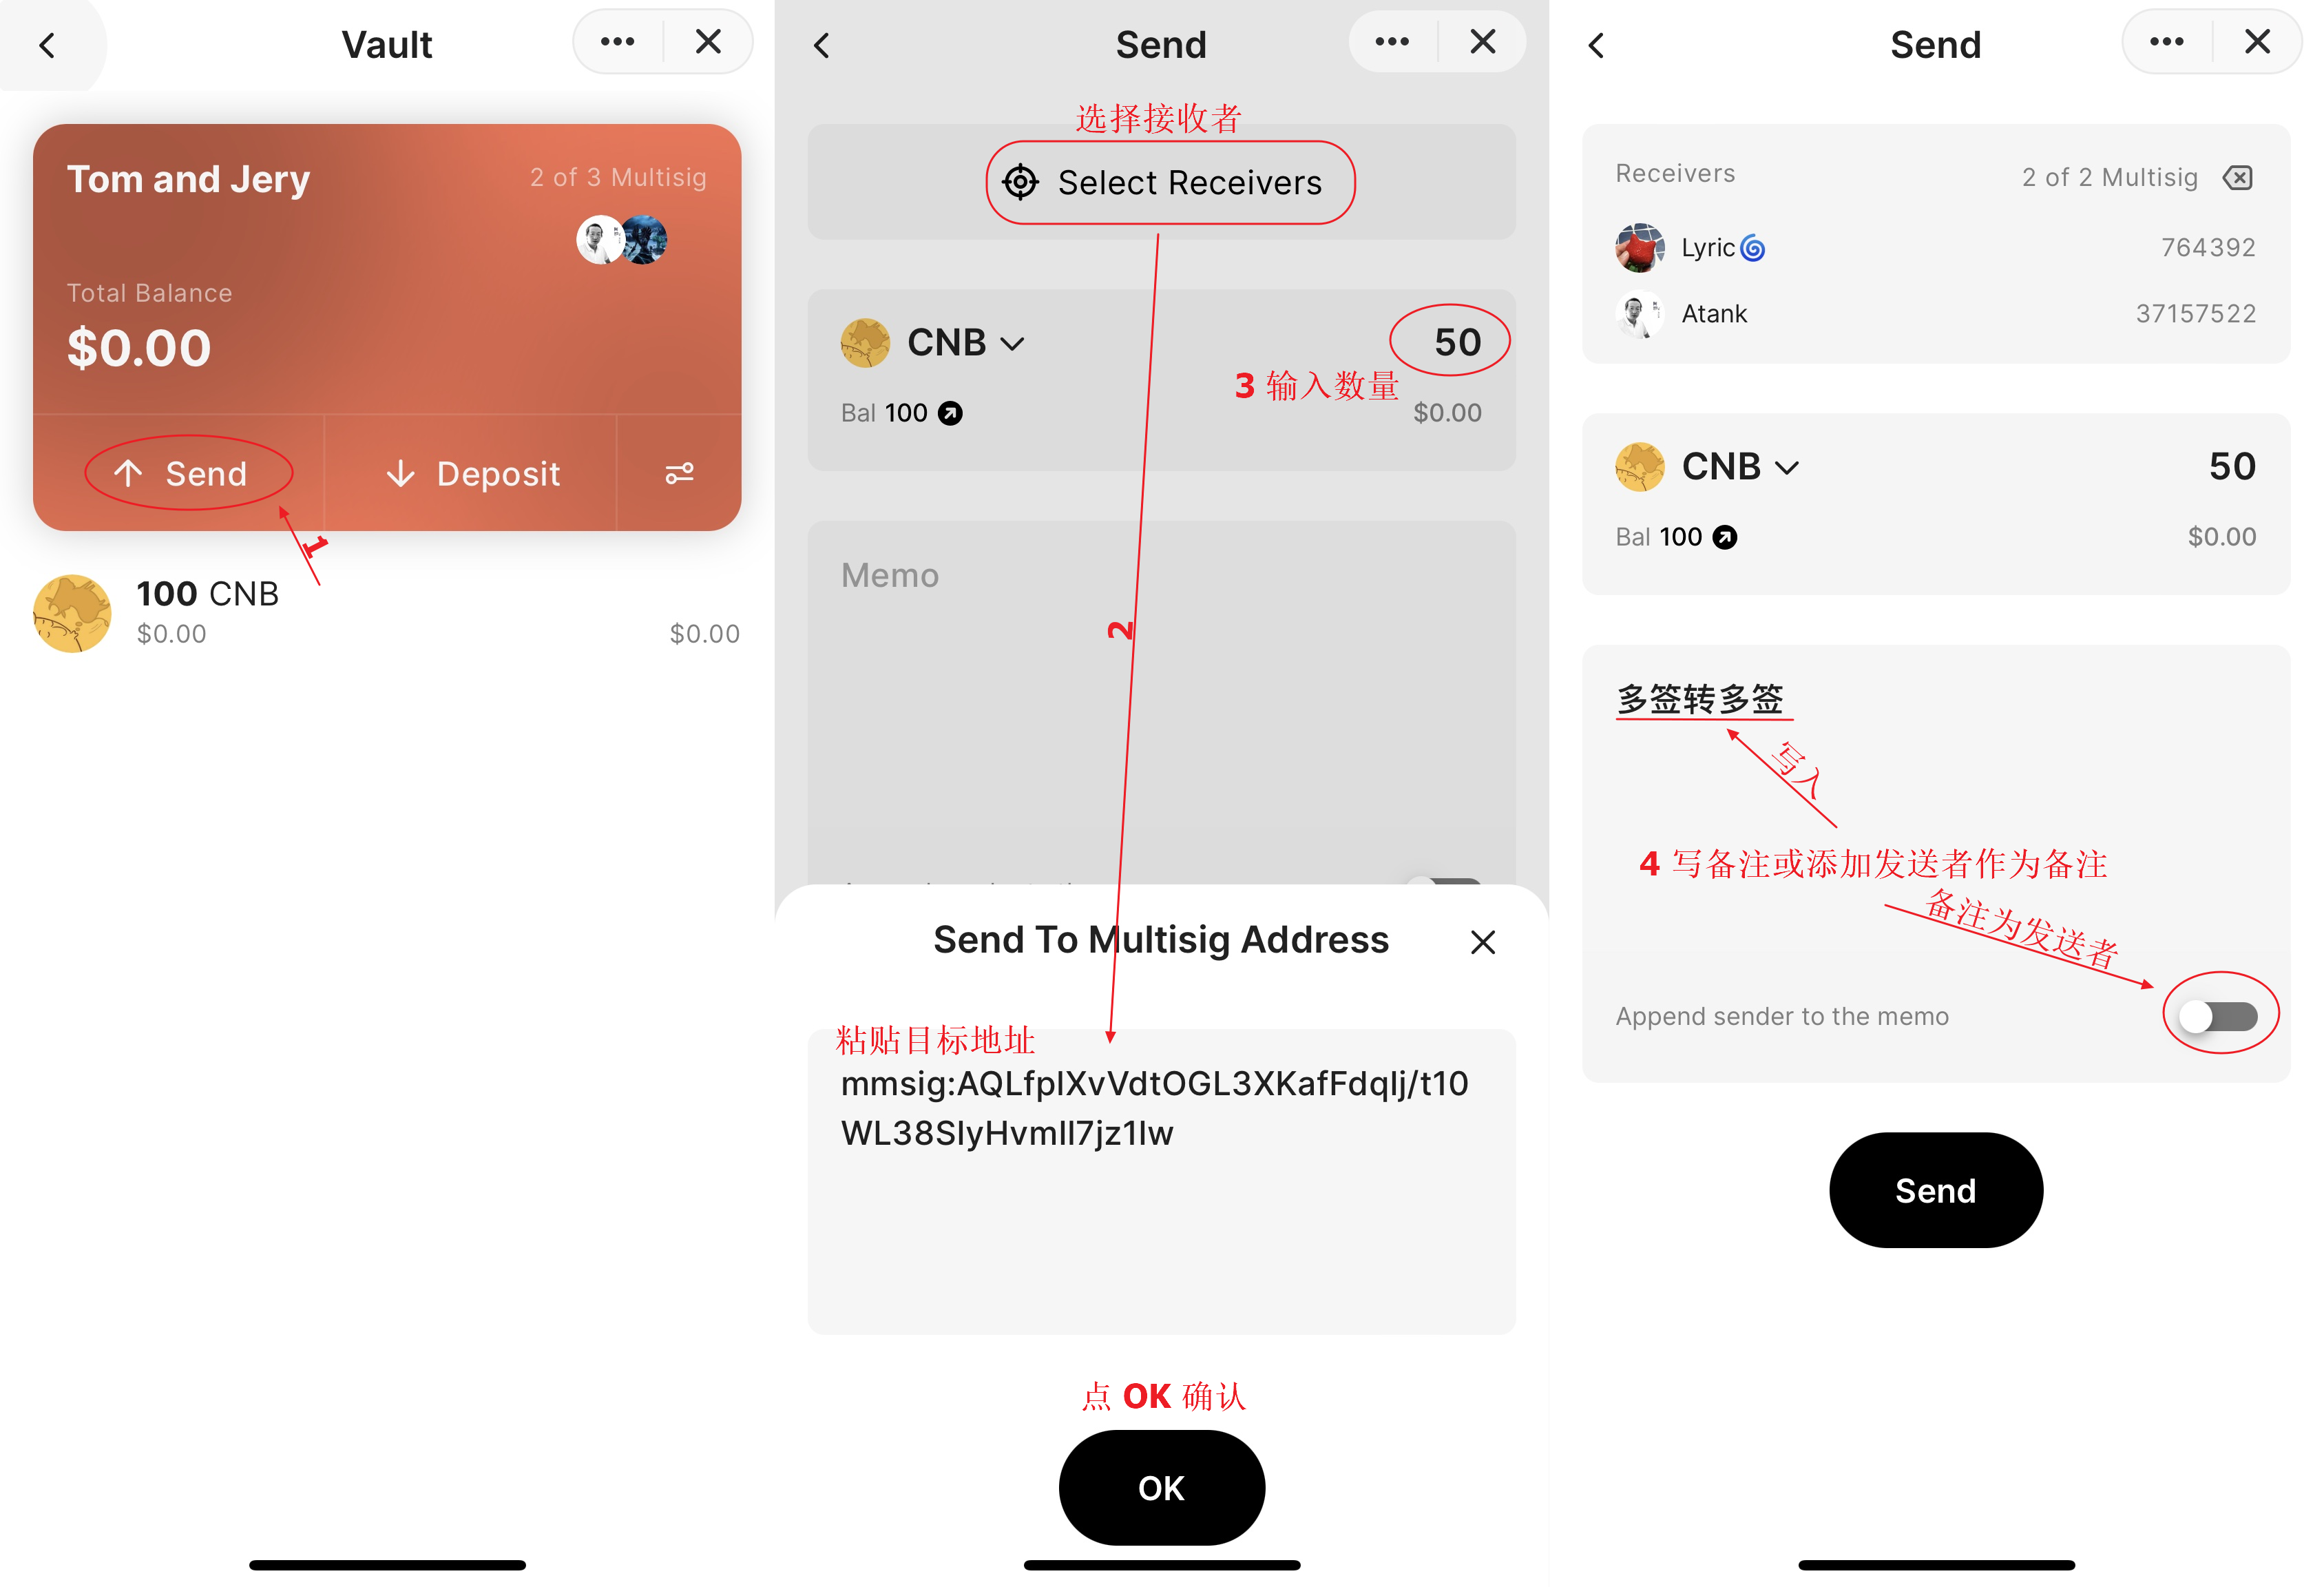 Vault
Tom and Jery
2 of 3 Multisig
Total Balance
$0.00
Send
Deposit
1
100 CNB
$0.00
$0.00
Send
选择接收者
Select Receivers
CNB
50
3 输入数量
Bal 100
$0.00
Memo
2
Send To Multisig Address
粘贴目标地址
mmsig:AQLfpIXvVdtOGL3XKafFdqIj/t10
WL38SIyHvmII7jz1Iw
点 OK 确认
OK
Send
Receivers
2 of 2 Multisig
Lyric
764392
Atank
37157522
CNB
50
Bal 100
$0.00
多签转多签
写入
4 写备注或添加发送者作为备注
备注为发送者
Append sender to the memo
Send